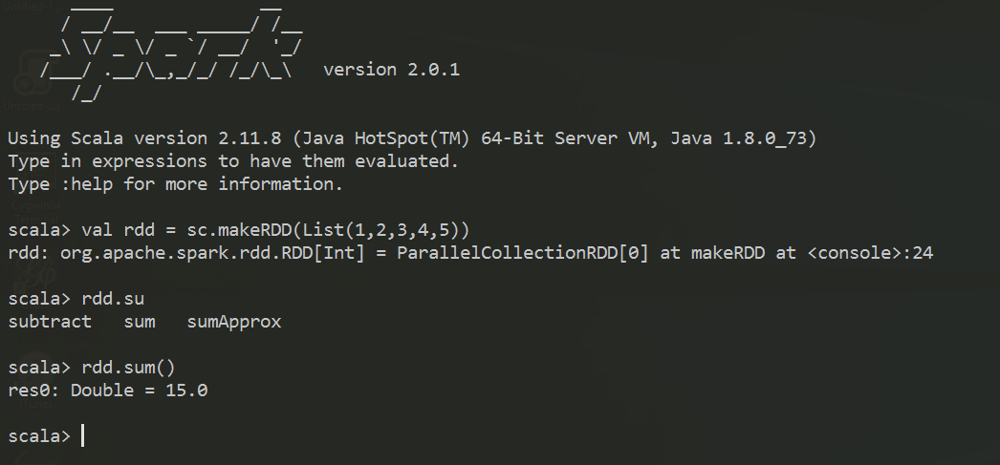 ____              __
   / __/__  ___ _____/ /__
  _\ \/ _ \/ _ `/ __/  '_/
 /___/ .__/\_,_/_/ /_/\_\   version 2.0.1
    /_/
Using Scala version 2.11.8 (Java HotSpot(TM) 64-Bit Server VM, Java 1.8.0_73)
Type in expressions to have them evaluated.
Type :help for more information.
scala> val rdd = sc.makeRDD(List(1,2,3,4,5))
rdd: org.apache.spark.rdd.RDD[Int] = ParallelCollectionRDD[0] at makeRDD at <console>:24
scala> rdd.su
subtract   sum   sumApprox
scala> rdd.sum()
res0: Double = 15.0
scala>